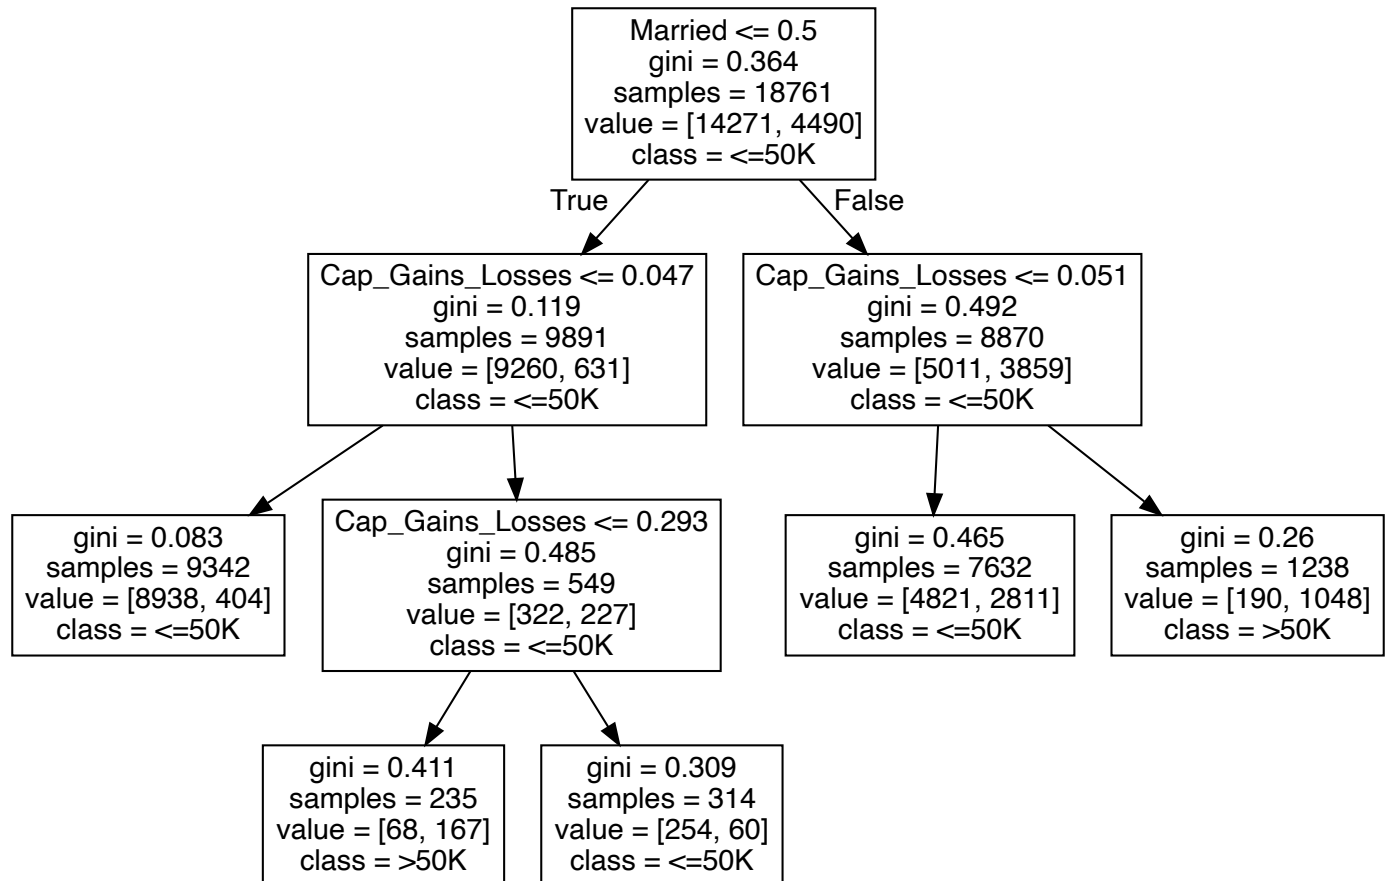 Married <= 0.5
gini = 0.364
samples = 18761
value = [14271, 4490]
class = <=50K
True
False
Cap_Gains_Losses <= 0.047
gini = 0.119
samples = 9891
value = [9260, 631]
class = <=50K
Cap_Gains_Losses <= 0.051
gini = 0.492
samples = 8870
value = [5011, 3859]
class = <=50K
gini = 0.083
samples = 9342
value = [8938, 404]
class = <=50K
Cap_Gains_Losses <= 0.293
gini = 0.485
samples = 549
value = [322, 227]
class = <=50K
gini = 0.465
samples = 7632
value = [4821, 2811]
class = <=50K
gini = 0.26
samples = 1238
value = [190, 1048]
class = >50K
gini = 0.411
samples = 235
value = [68, 167]
class = >50K
gini = 0.309
samples = 314
value = [254, 60]
class = <=50K